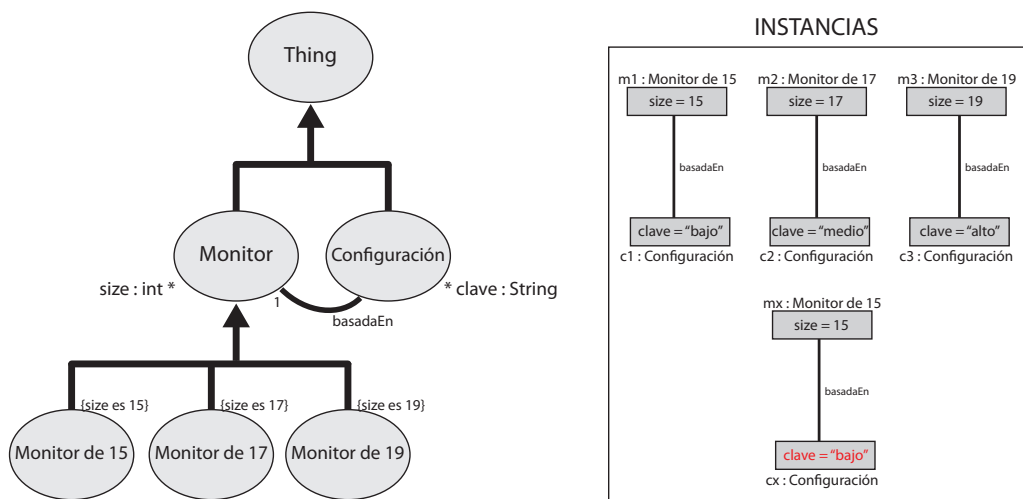 Thing
Monitor
Configuración
size : int *
* clave : String
1
basadaEn
{size es 15}
{size es 17}
{size es 19}
Monitor de 15
Monitor de 17
Monitor de 19
INSTANCIAS
m1 : Monitor de 15
m2 : Monitor de 17
m3 : Monitor de 19
size = 15
size = 17
size = 19
basadaEn
basadaEn
basadaEn
clave = “bajo”
clave = “medio”
clave = “alto”
c1 : Configuración
c2 : Configuración
c3 : Configuración
mx : Monitor de 15
size = 15
basadaEn
clave = “bajo”
cx : Configuración